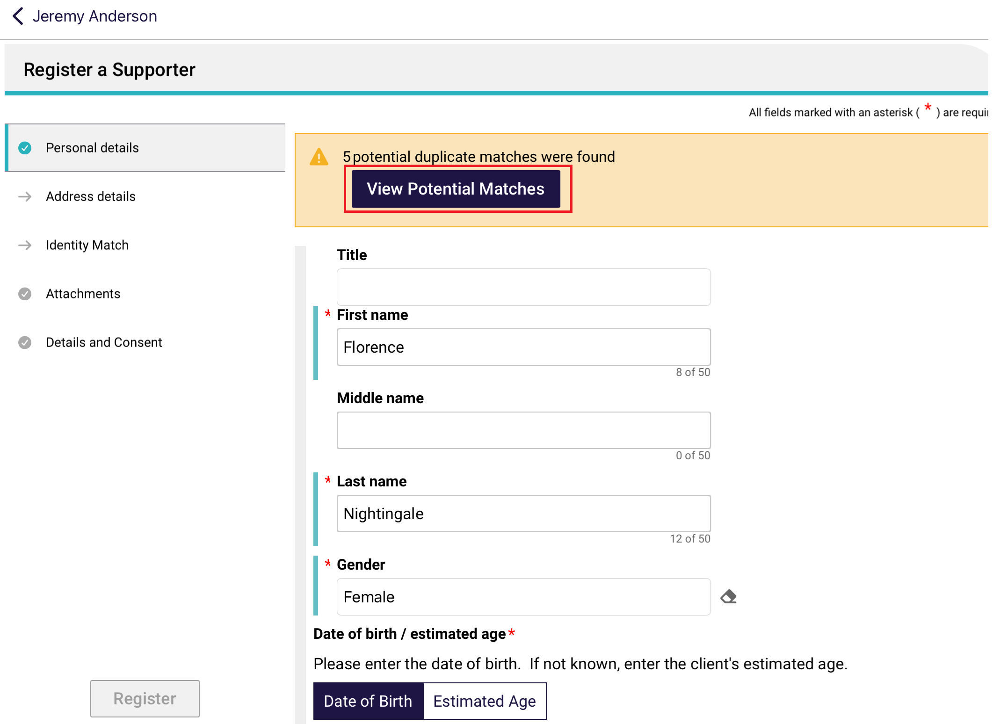 Jeremy Anderson
Register a Supporter
All fields marked with an asterisk ( * ) are
Personal details
Address details
Identity Match
Attachments
Details and Consent
Register
5 potential duplicate matches were found
View Potential Matches
Title
* First name
Florence
8 of 50
Middle name
0 of 50
* Last name
Nightingale
12 of 50
* Gender
Female
Date of birth / estimated age *
Please enter the date of birth.  If not known, enter the client's estimated age.
Date of Birth
Estimated Age